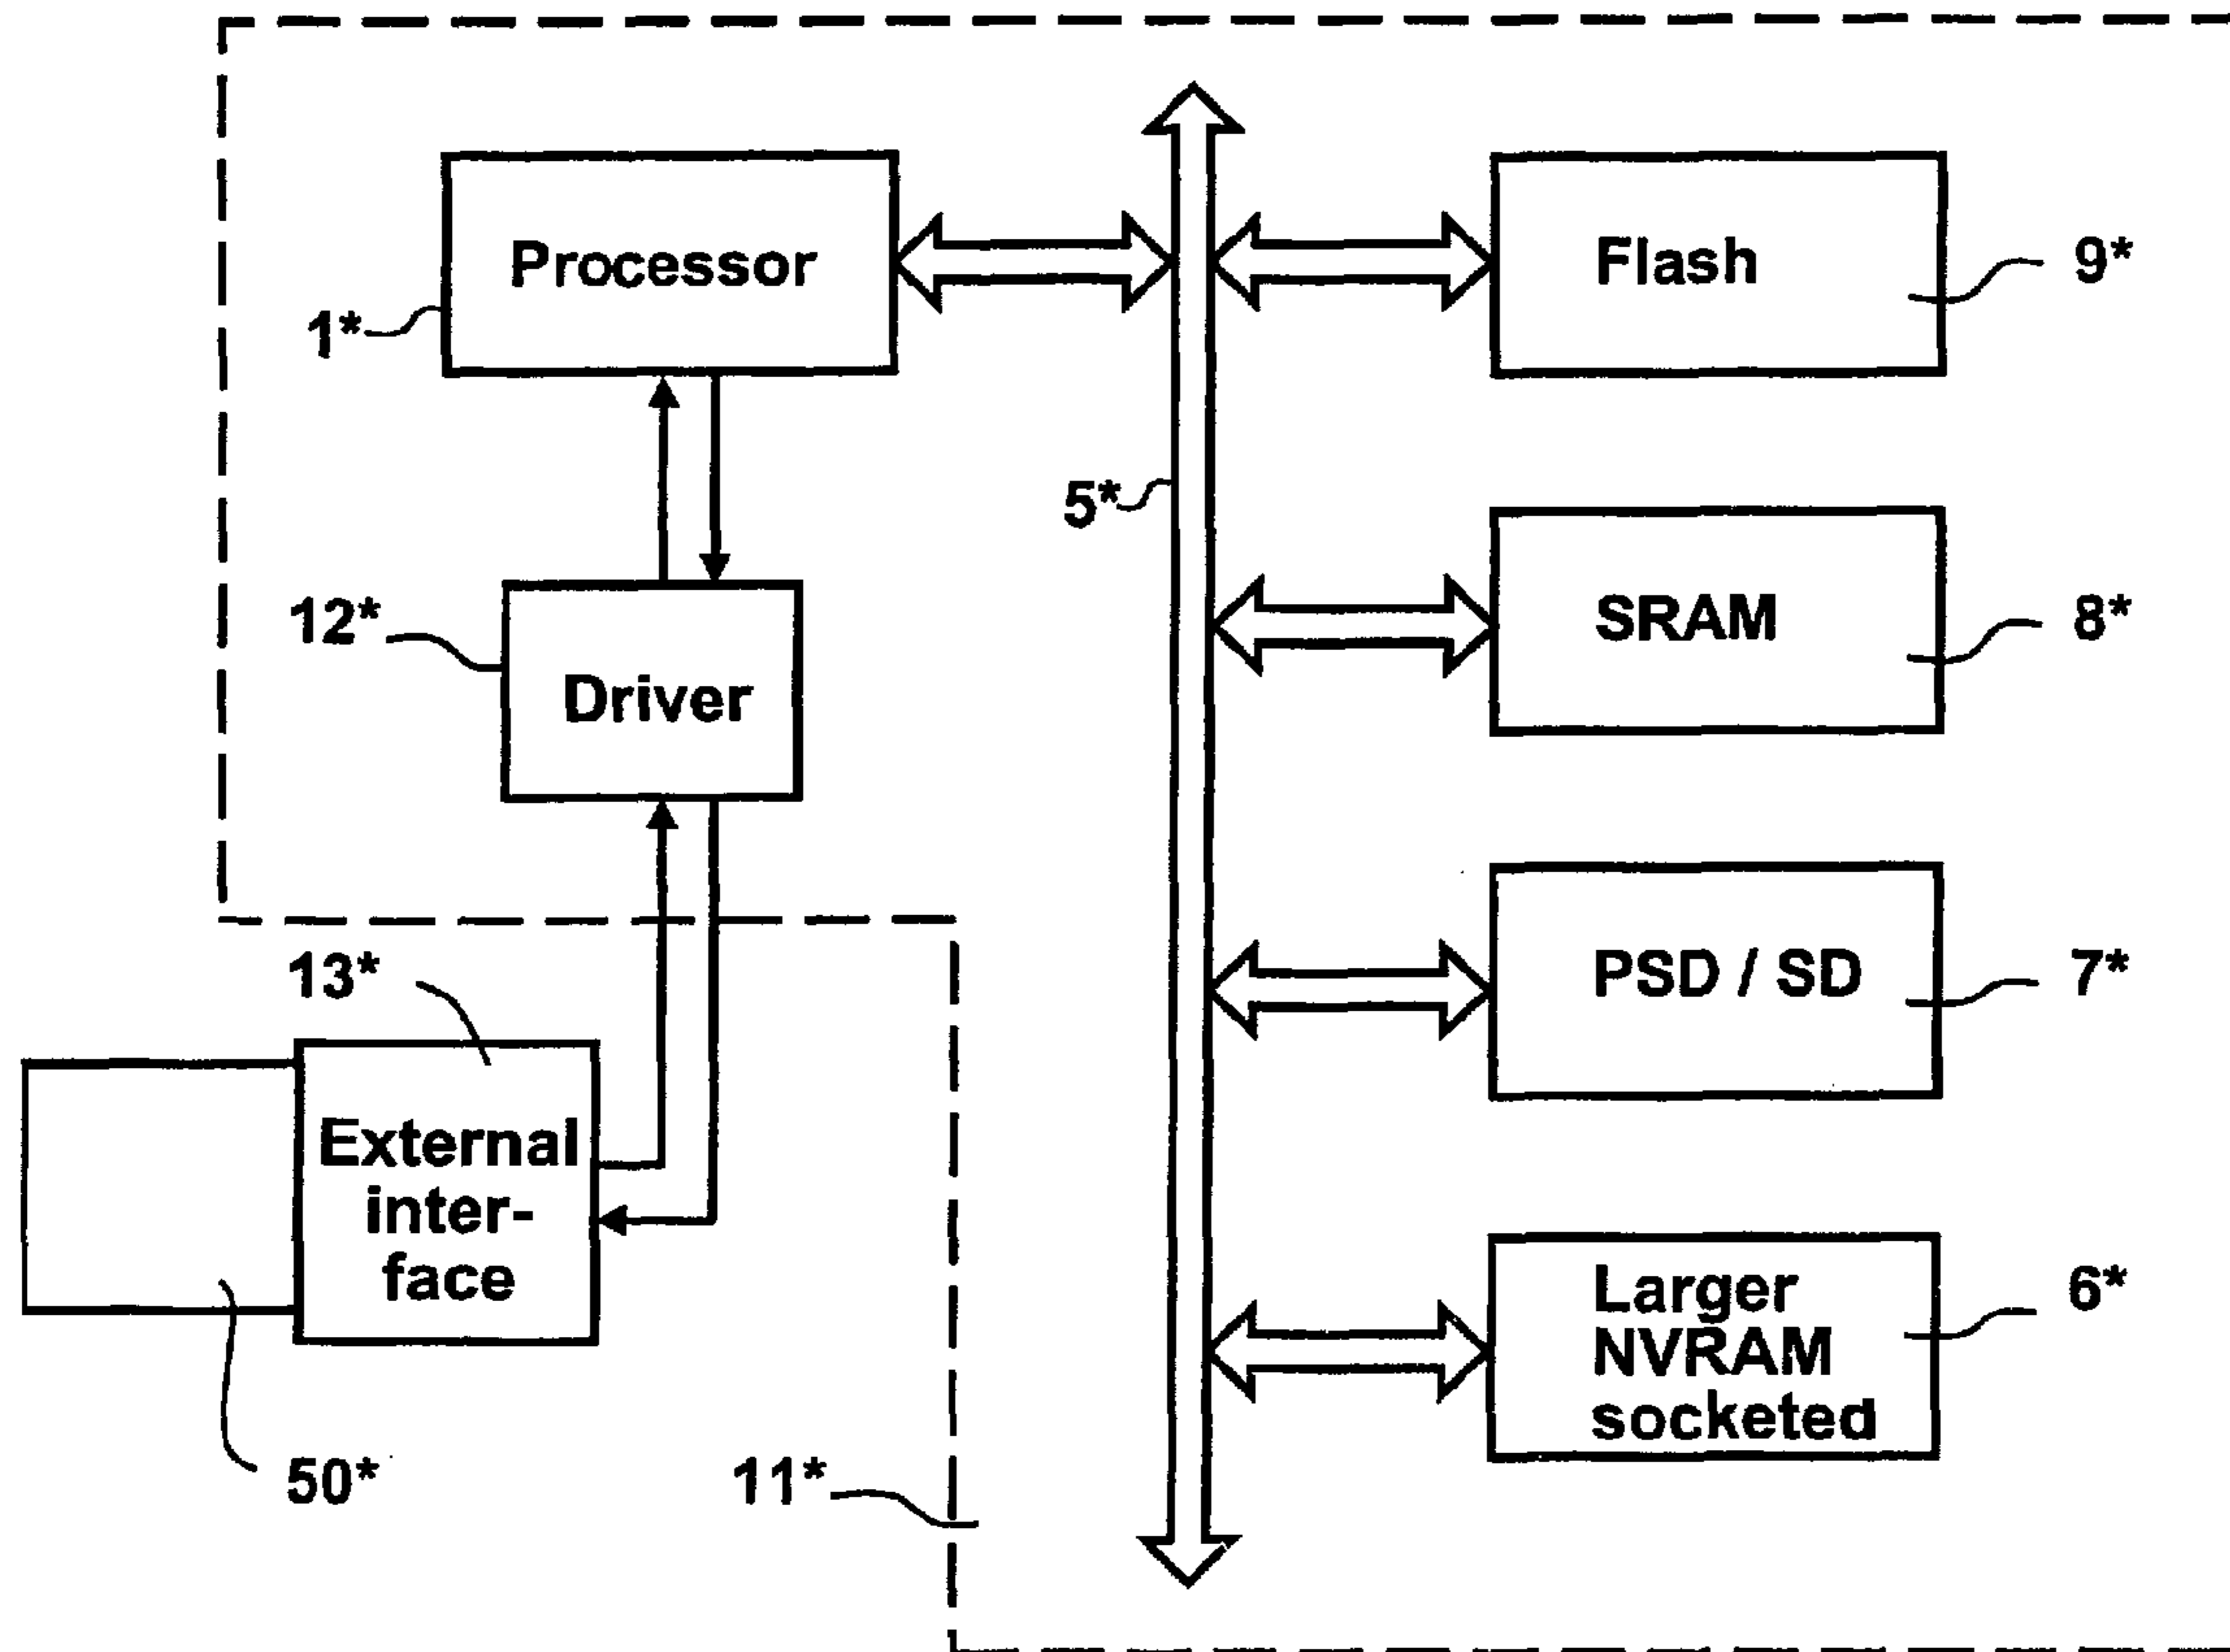 Processor
1*
Flash
9*
5*
SRAM
8*
12*
Driver
PSD / SD
7*
13*
External
inter-
face
Larger
NVRAM
socketed
6*
50*
11*